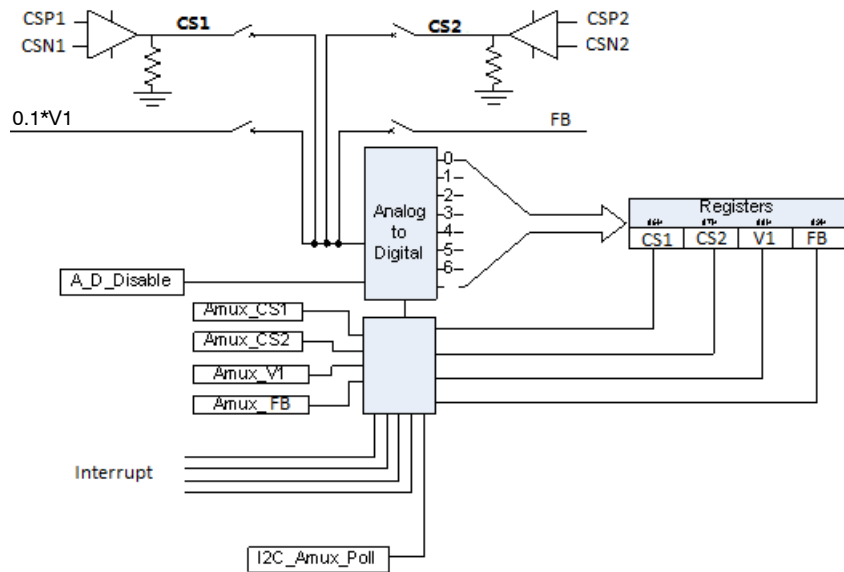 CSP1
CSN1
CS1
CS2
CSP2
CSN2
0.1*V1
FB
Analog
to
Digital
0
1
2
3
4
5
6
Registers
CS1 CS2 V1 FB
A_D_Disable
Amux_CS1
Amux_CS2
Amux_V1
Amux_FB
Interrupt
I2C_Amux_Poll